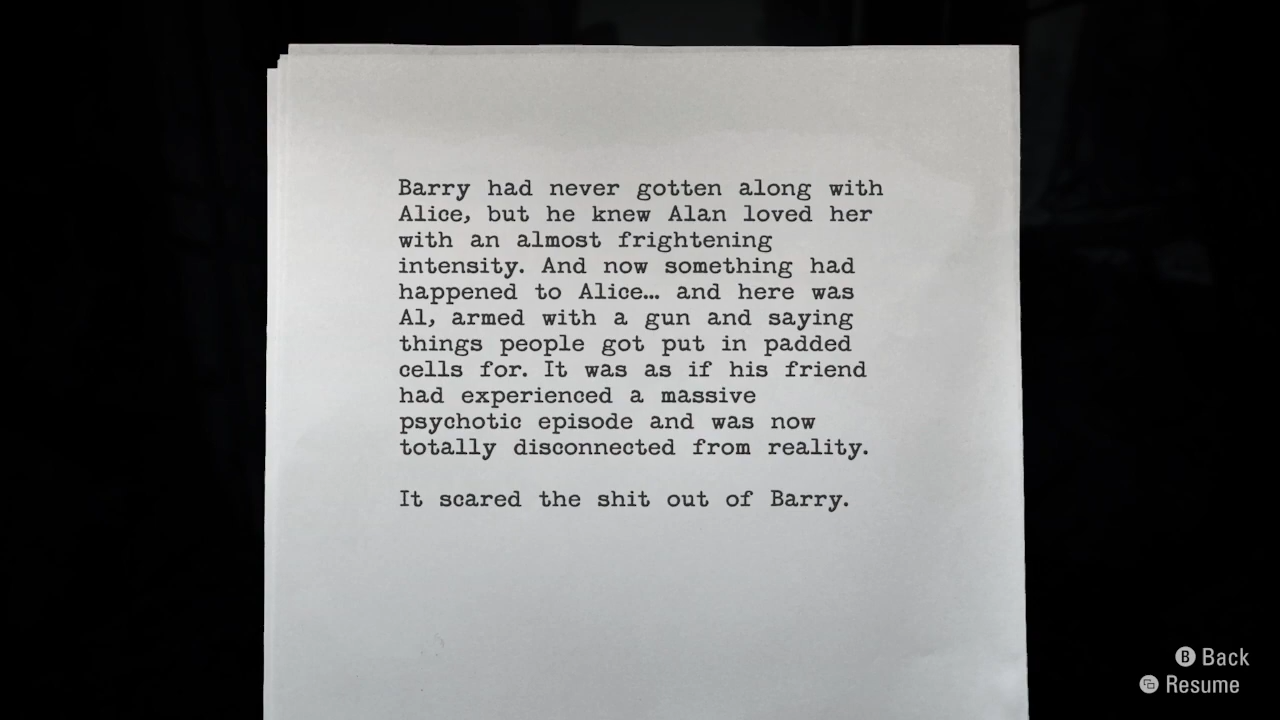 Barry had never gotten along with
Alice, but he knew Alan loved her
with an almost frightening
intensity. And now something had
happened to Alice… and here was
Al, armed with a gun and saying
things people got put in padded
cells for. It was as if his friend
had experienced a massive
psychotic episode and was now
totally disconnected from reality.
It scared the shit out of Barry.
B Back
Resume